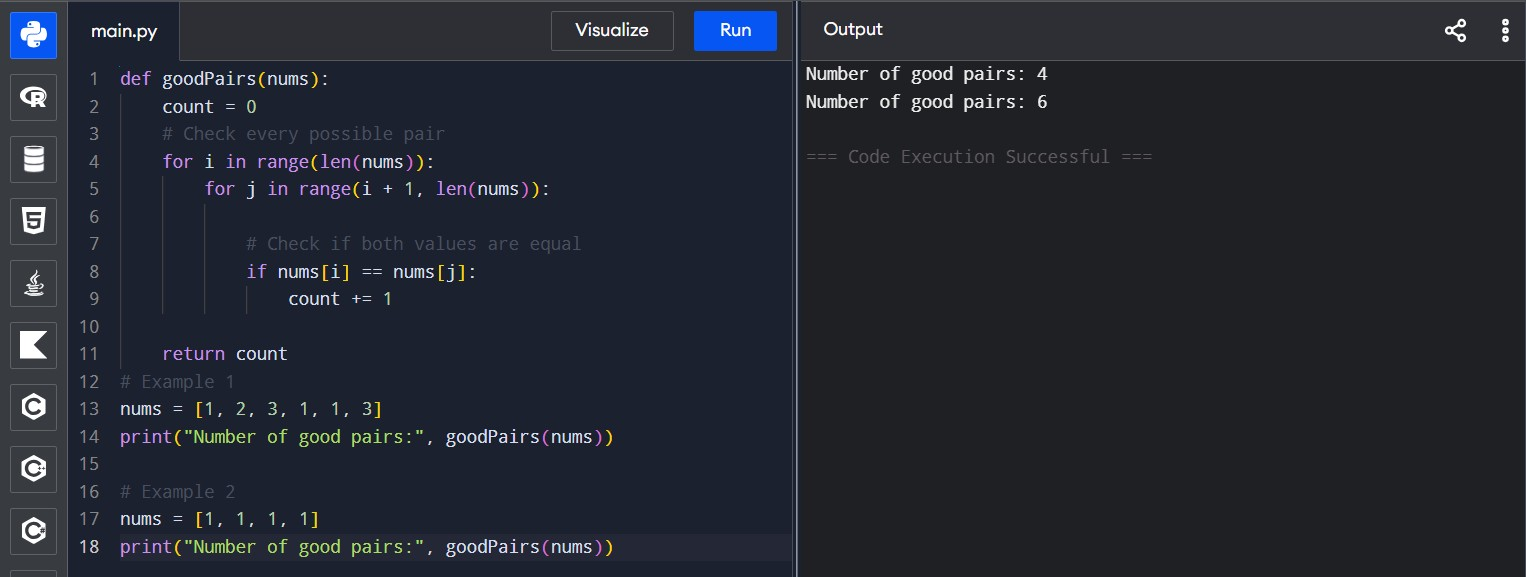 main.py
Visualize
Run
1 def goodPairs(nums):
2     count = 0
3     # Check every possible pair
4     for i in range(len(nums)):
5         for j in range(i + 1, len(nums)):
6
7             # Check if both values are equal
8             if nums[i] == nums[j]:
9                 count += 1
10
11     return count
12 # Example 1
13 nums = [1, 2, 3, 1, 1, 3]
14 print("Number of good pairs:", goodPairs(nums))
15
16 # Example 2
17 nums = [1, 1, 1, 1]
18 print("Number of good pairs:", goodPairs(nums))
Output
Number of good pairs: 4
Number of good pairs: 6
=== Code Execution Successful ===